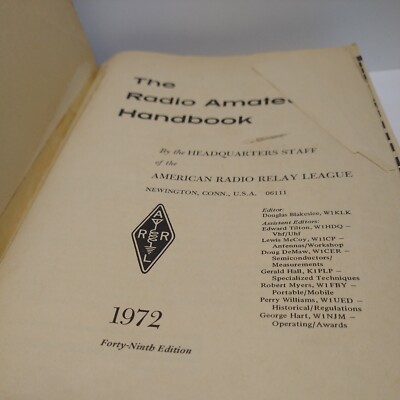 The
Radio Amate
Handbook
By the HEADQUARTERS STAFF
of the
AMERICAN RADIO RELAY LEAGUE
NEWINGTON, CONN., U.S.A. 06111
Editor:
Douglas Blakeslee, W1KLK
Assistant Editors:
Edward Tilton, W1HDQ –
Vhf/Uhf
Lewis McCoy, W1ICP –
Antennas/Workshop
Doug DeMaw, W1CER –
Semiconductors/
Measurements
Gerald Hall, K1PLP –
Specialized Techniques
Robert Myers, W1FBY –
Portable/Mobile
Perry Williams, W1UED –
Historical/Regulations
George Hart, W1NJM –
Operating/Awards
A
R R
L
1972
Forty-Ninth Edition